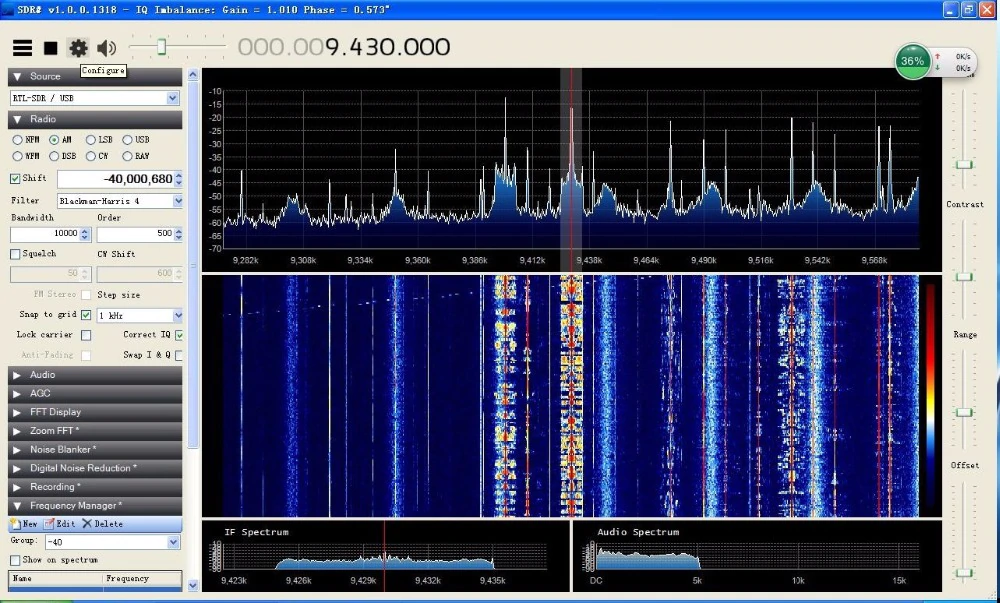 SDR# v1.0.0.1318 - IQ Imbalance: Gain = 1.010 Phase = 0.573°
000.009.430.000
Configure
36%
0K/s
0K/s
Source
RTL-SDR / USB
Radio
NFM AM LSB USB
WFM DSB CW RAW
Shift -40,000,680
Filter Blackman-Harris 4
Bandwidth Order
10000 500
Squelch CW Shift
50 600
FM Stereo Step size
Snap to grid 1 kHz
Lock carrier Correct IQ
Anti-Fading Swap I & Q
Audio
AGC
FFT Display
Zoom FFT *
Noise Blanker *
Digital Noise Reduction *
Recording *
Frequency Manager *
New Edit Delete
Group: -40
Show on spectrum
Name Frequency
-10
-15
-20
-25
-30
-35
-40
-45
-50
-55
-60
-65
-70
9,282k 9,308k 9,334k 9,360k 9,386k 9,412k 9,438k 9,464k 9,490k 9,516k 9,542k 9,568k
IF Spectrum
9,423k 9,426k 9,429k 9,432k 9,435k
Audio Spectrum
DC 5k 10k 15k
Contrast
Range
Offset